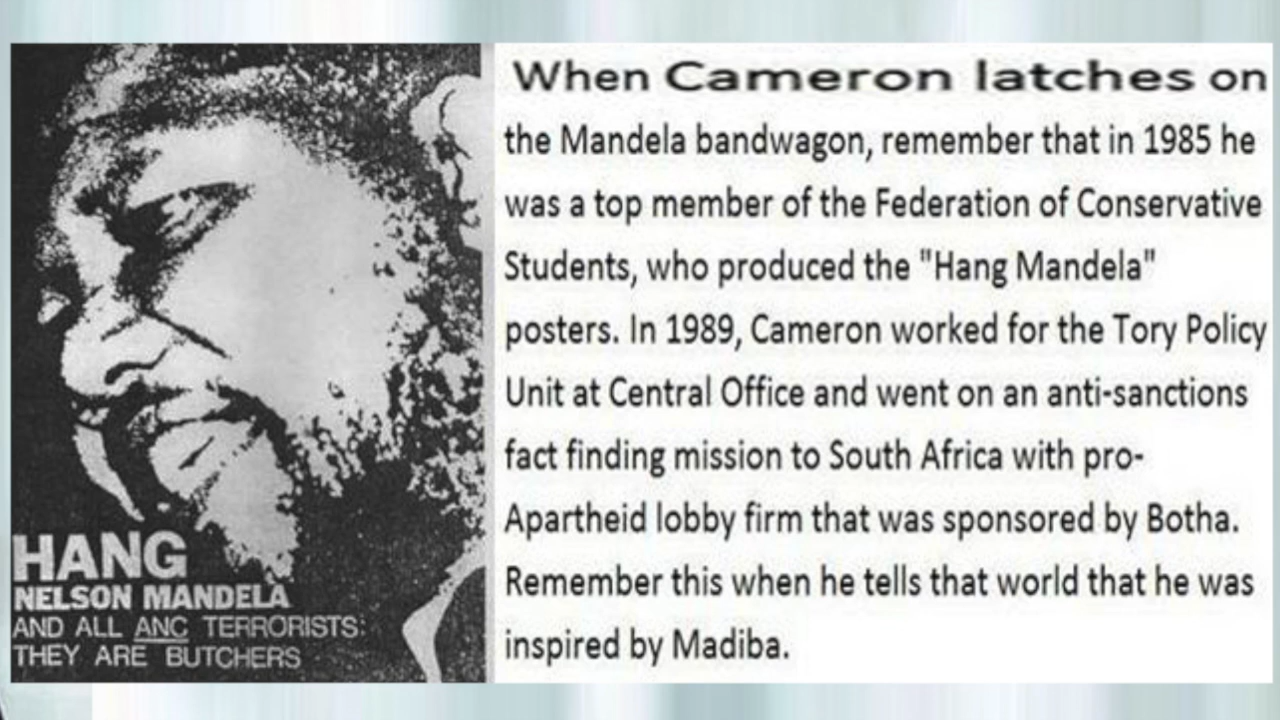 HANG
NELSON MANDELA
AND ALL ANC TERRORISTS:
THEY ARE BUTCHERS
When Cameron latches on
the Mandela bandwagon, remember that in 1985 he
was a top member of the Federation of Conservative
Students, who produced the "Hang Mandela"
posters. In 1989, Cameron worked for the Tory Policy
Unit at Central Office and went on an anti-sanctions
fact finding mission to South Africa with pro-
Apartheid lobby firm that was sponsored by Botha.
Remember this when he tells that world that he was
inspired by Madiba.